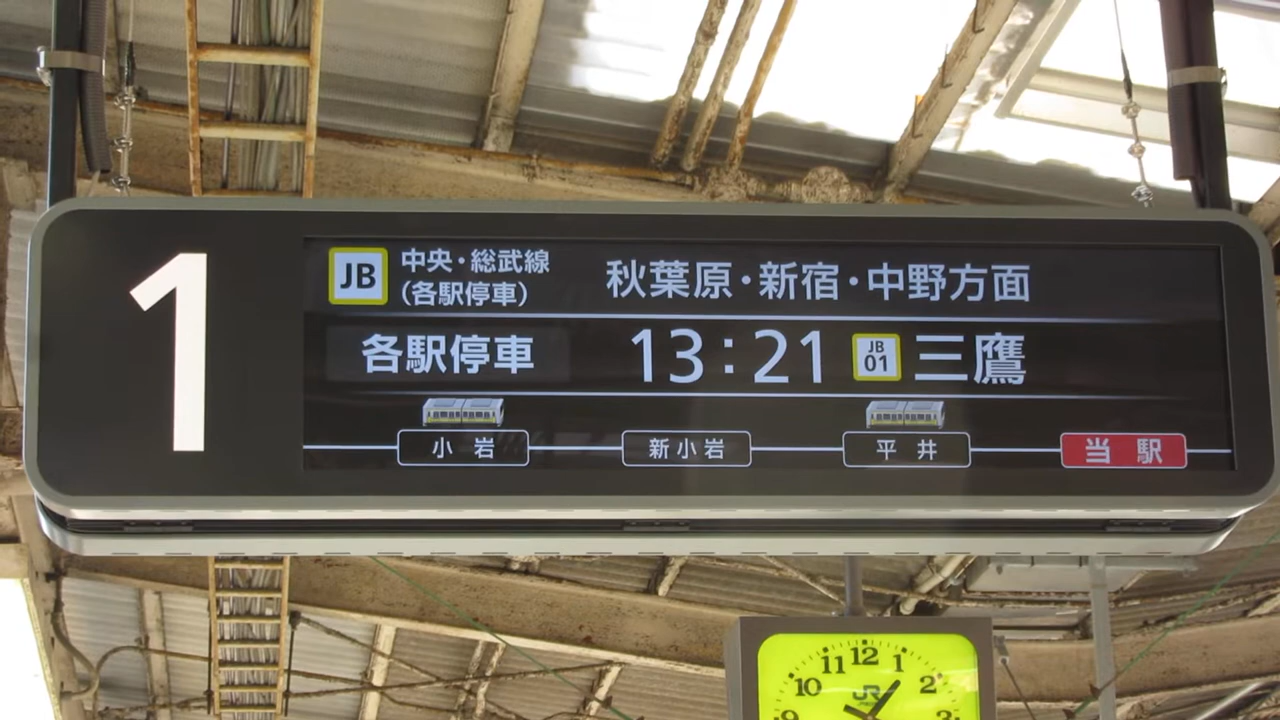 1
JB 中央・総武線
(各駅停車)
秋葉原・新宿・中野方面
各駅停車 13:21 JB 01 三鷹
小岩 新小岩 平井 当駅
10 11 12 1 2
9 3
JR